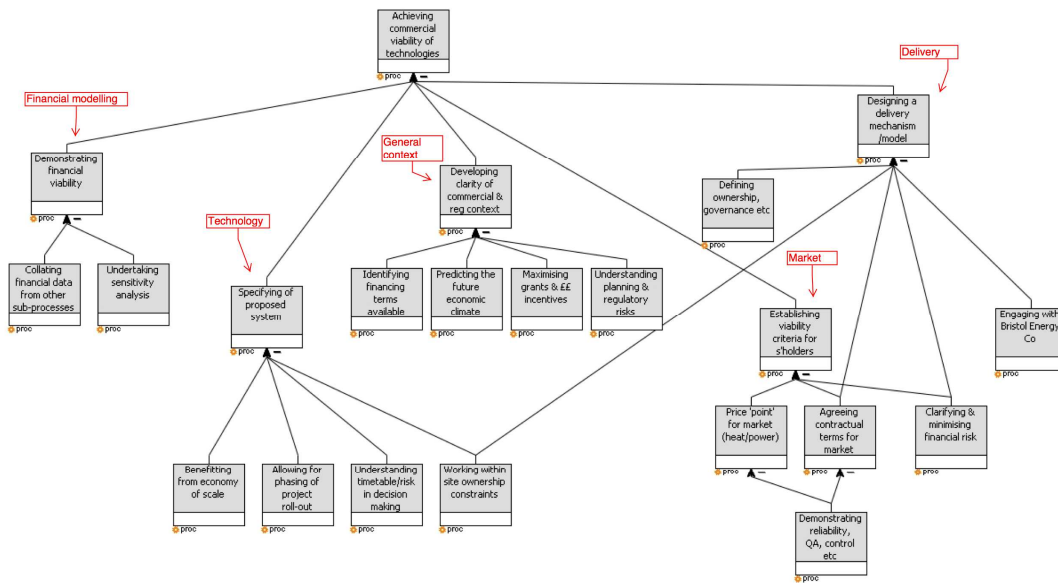 Achieving
commercial
viability of
technologies
proc
Delivery
Financial modelling
Designing a
delivery
mechanism
/model
proc
General
context
Demonstrating
financial
viability
proc
Developing
clarity of
commercial &
reg context
proc
Defining
ownership,
governance etc
proc
Technology
Market
Collating
financial data
from other
sub-processes
proc
Undertaking
sensitivity
analysis
proc
Specifying of
proposed
system
proc
Identifying
financing
terms
available
proc
Predicting the
future
economic
climate
proc
Maximising
grants & ££
incentives
proc
Understanding
planning &
regulatory
risks
proc
Establishing
viability
criteria for
s'holders
proc
Engaging with
Bristol Energy
Co
proc
Price 'point'
for market
(heat/power)
proc
Agreeing
contractual
terms for
market
proc
Clarifying &
minimising
financial risk
proc
Benefitting
from economy
of scale
proc
Allowing for
phasing of
project
roll-out
proc
Understanding
timetable/risk
in decision
making
proc
Working within
site ownership
constraints
proc
Demonstrating
reliability,
QA, control
etc
proc